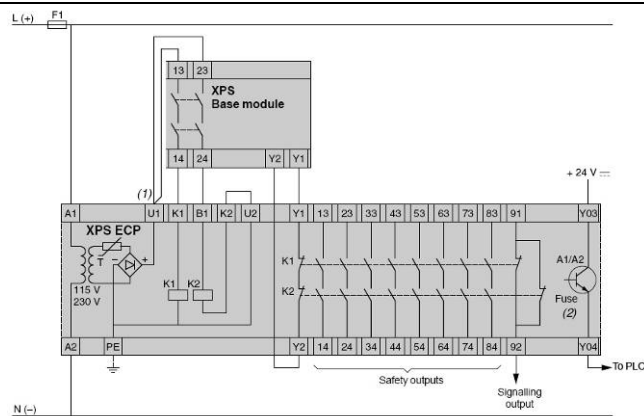 L (+) F1
13 23
XPS
Base module
14 24 Y2 Y1
+ 24 V
(1)
A1 U1 K1 B1 K2 U2 Y1 13 23 33 43 53 63 73 83 91 Y03
XPS ECP
T - +
K1 K2
K1
K2
115 V
230 V
A1/A2
Fuse
(2)
A2 PE Y2 14 24 34 44 54 64 74 84 92 Y04
To PLC
Safety outputs
Signalling
output
N (–)